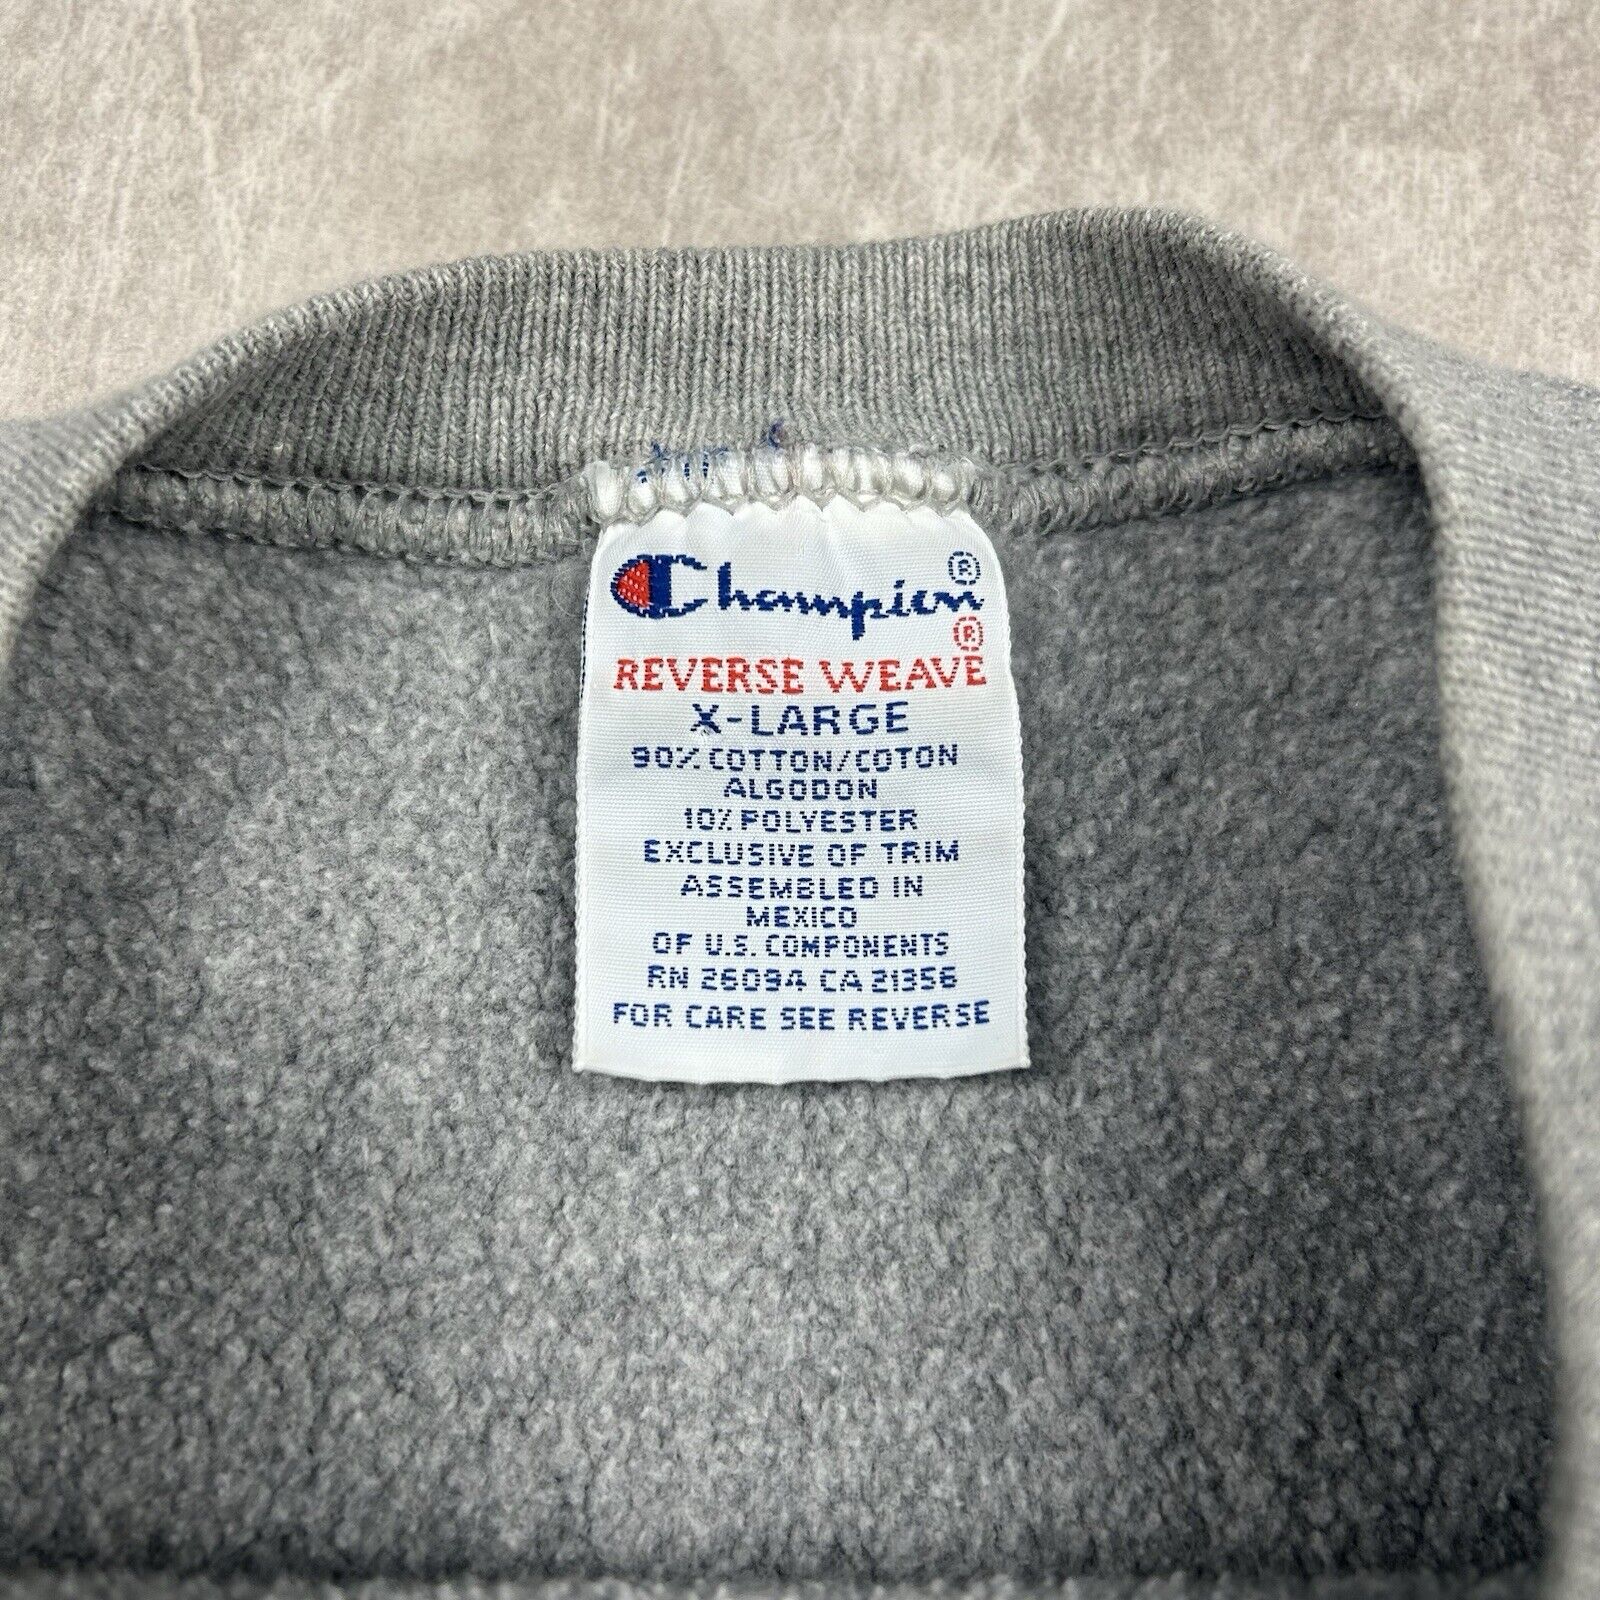 Champion®
REVERSE WEAVE®
X-LARGE
90% COTTON/COTON
ALGODON
10% POLYESTER
EXCLUSIVE OF TRIM
ASSEMBLED IN
MEXICO
OF U.S. COMPONENTS
RN 26094 CA 21356
FOR CARE SEE REVERSE